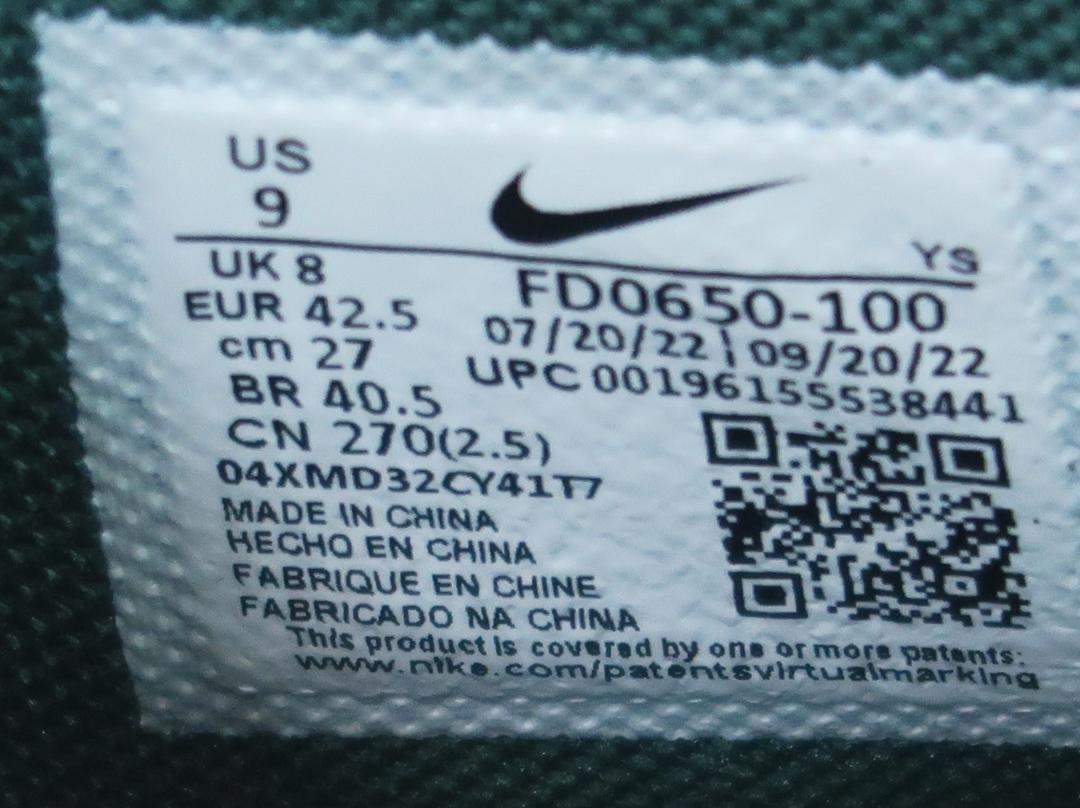 US
9
YS
UK 8
EUR 42.5
cm 27
BR 40.5
CN 270(2.5)
04XMD32CY41T7
MADE IN CHINA
HECHO EN CHINA
FABRIQUE EN CHINE
FABRICADO NA CHINA
FD0650-100
07/20/22 | 09/20/22
UPC 00196155538441
This product is covered by one or more patents:
www.nike.com/patentsvirtualmarking